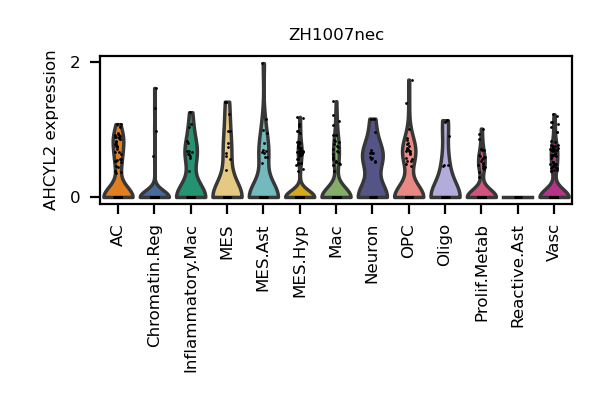 ZH1007nec
AHCYL2 expression
2
0
AC
Chromatin.Reg
Inflammatory.Mac
MES
MES.Ast
MES.Hyp
Mac
Neuron
OPC
Oligo
Prolif.Metab
Reactive.Ast
Vasc